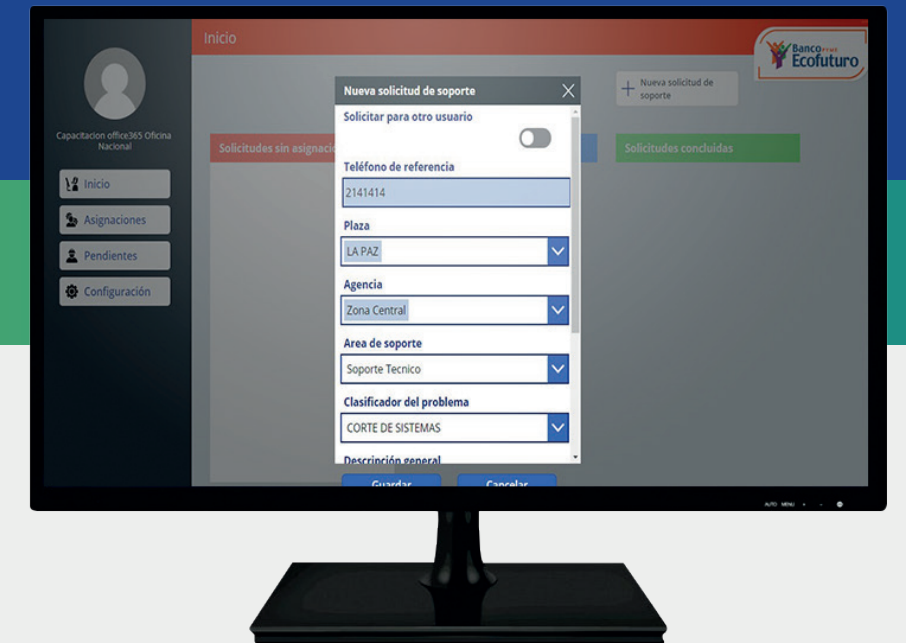 Inicio
Banco PYME
Ecofuturo
Capacitacion office365 Oficina
Nacional
Inicio
Asignaciones
Pendientes
Configuración
Nueva solicitud de
soporte
Solicitudes sin asignació
Solicitudes concluidas
Nueva solicitud de soporte
Solicitar para otro usuario
Teléfono de referencia
2141414
Plaza
LA PAZ
Agencia
Zona Central
Area de soporte
Soporte Tecnico
Clasificador del problema
CORTE DE SISTEMAS
Descripción general
Guardar
Cancelar
AUTO MENU + -